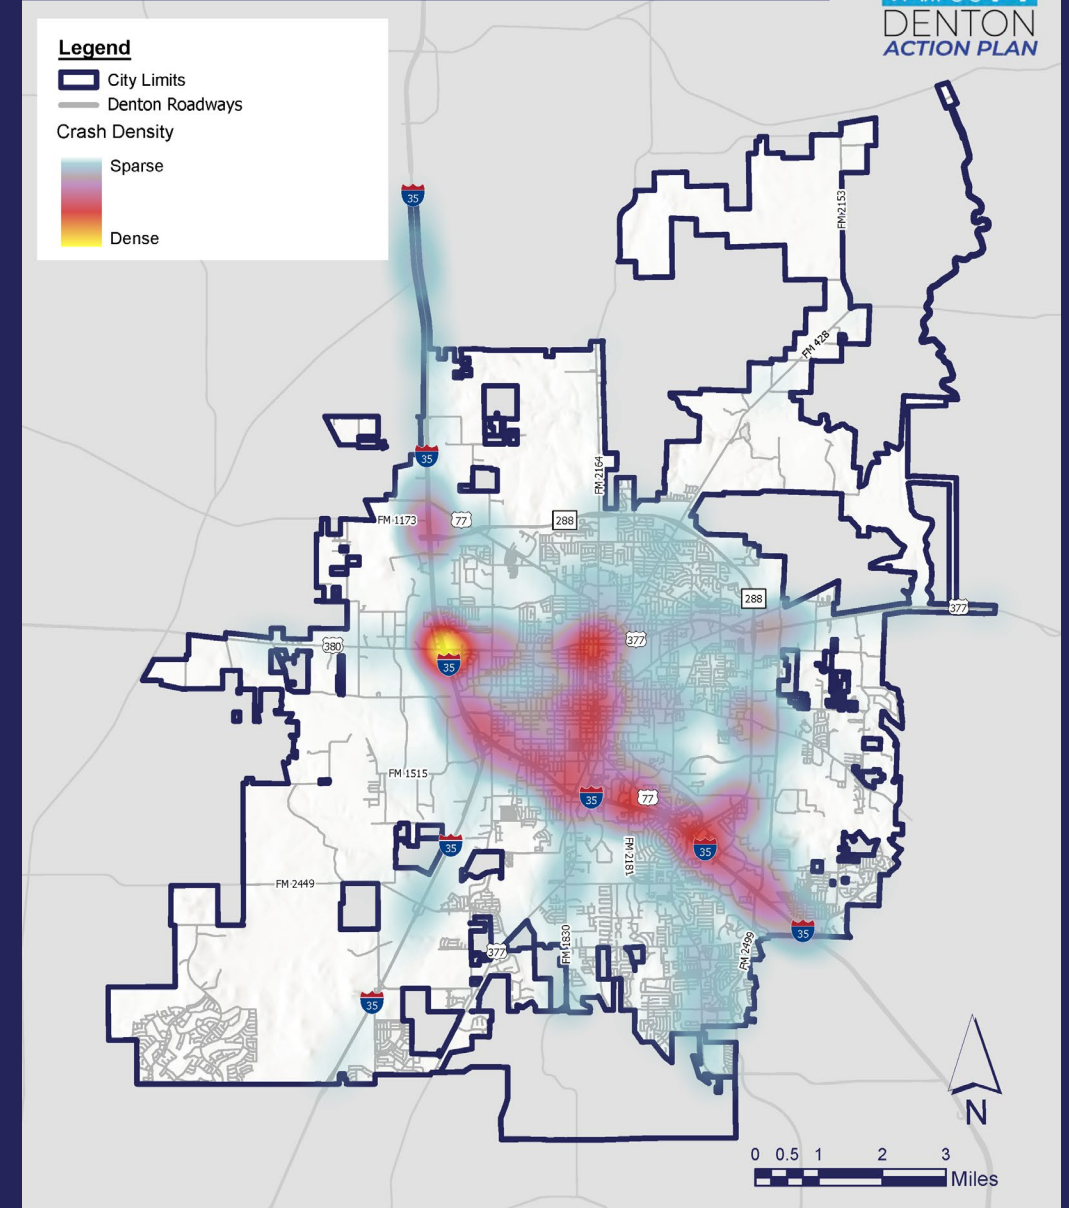 DENTON
ACTION PLAN
Legend
City Limits
Denton Roadways
Crash Density
Sparse
Dense
35
FM 2153
FM 428
35
FM 2164
FM 1173
77
288
288
377
380
35
377
FM 1515
35
77
35
35
FM 2181
FM 2449
377
FM 1830
FM 2499
35
35
N
0 0.5 1 2 3
Miles